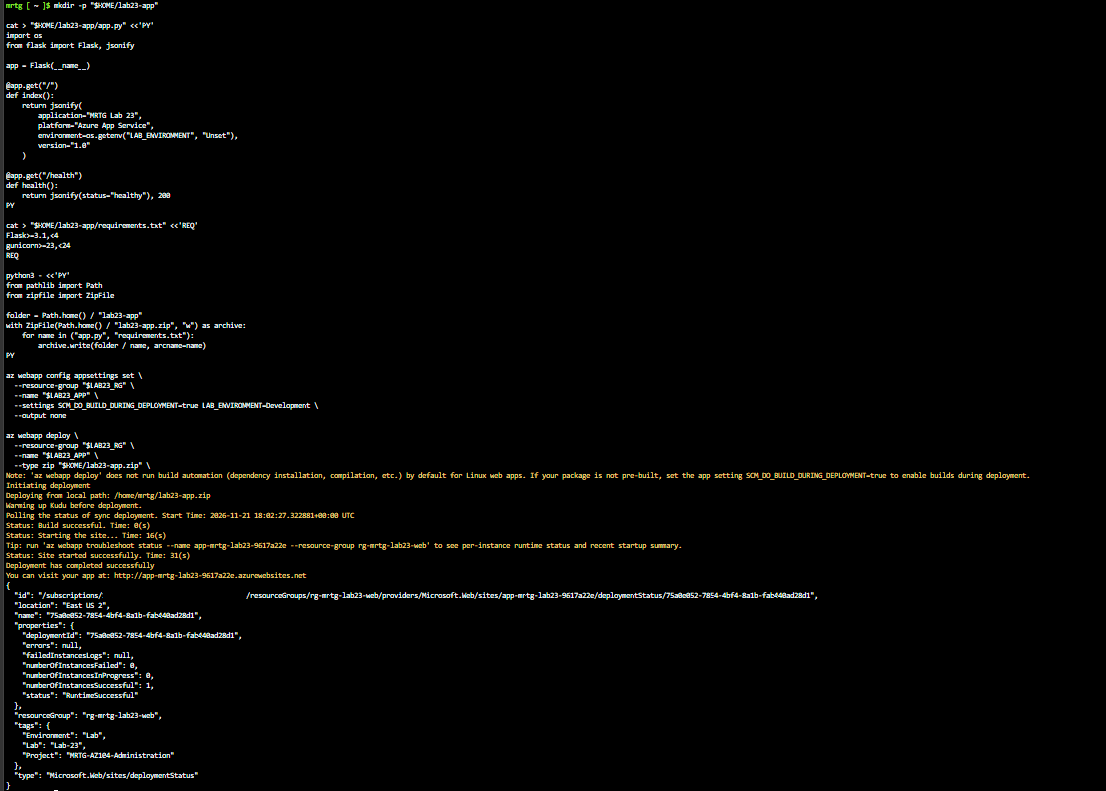 mrtg [ ~ ]$ mkdir -p "$HOME/lab23-app"
cat > "$HOME/lab23-app/app.py" <<'PY'
import os
from flask import Flask, jsonify
app = Flask(__name__)
@app.get("/")
def index():
    return jsonify(
        application="MRTG Lab 23",
        platform="Azure App Service",
        environment=os.getenv("LAB_ENVIRONMENT", "Unset"),
        version="1.0"
    )
@app.get("/health")
def health():
    return jsonify(status="healthy"), 200
PY
cat > "$HOME/lab23-app/requirements.txt" <<'REQ'
Flask>=3.1,<4
gunicorn>=23,<24
REQ
python3 - <<'PY'
from pathlib import Path
from zipfile import ZipFile
folder = Path.home() / "lab23-app"
with ZipFile(Path.home() / "lab23-app.zip", "w") as archive:
    for name in ("app.py", "requirements.txt"):
        archive.write(folder / name, arcname=name)
PY
az webapp config appsettings set \
  --resource-group "$LAB23_RG" \
  --name "$LAB23_APP" \
  --settings SCM_DO_BUILD_DURING_DEPLOYMENT=true LAB_ENVIRONMENT=Development \
  --output none
az webapp deploy \
  --resource-group "$LAB23_RG" \
  --name "$LAB23_APP" \
  --type zip "$HOME/lab23-app.zip" \
Note: 'az webapp deploy' does not run build automation (dependency installation, compilation, etc.) by default for Linux web apps. If your package is not pre-built, set the app setting SCM_DO_BUILD_DURING_DEPLOYMENT=true to enable builds during deployment.
Initiating deployment
Deploying from local path: /home/mrtg/lab23-app.zip
Warming up Kudu before deployment.
Polling the status of sync deployment. Start Time: 2026-11-21 18:02:27.322881+00:00 UTC
Status: Build successful. Time: 0(s)
Status: Starting the site... Time: 16(s)
Tip: run 'az webapp troubleshoot status --name app-mrtg-lab23-9617a22e --resource-group rg-mrtg-lab23-web' to see per-instance runtime status and recent startup summary.
Status: Site started successfully. Time: 31(s)
Deployment has completed successfully
You can visit your app at: http://app-mrtg-lab23-9617a22e.azurewebsites.net
{
  "id": "/subscriptions/ /resourceGroups/rg-mrtg-lab23-web/providers/Microsoft.Web/sites/app-mrtg-lab23-9617a22e/deploymentStatus/75a0e052-7854-4bf4-8a1b-fab440ad28d1",
  "location": "East US 2",
  "name": "75a0e052-7854-4bf4-8a1b-fab440ad28d1",
  "properties": {
    "deploymentId": "75a0e052-7854-4bf4-8a1b-fab440ad28d1",
    "errors": null,
    "failedInstancesLogs": null,
    "numberOfInstancesFailed": 0,
    "numberOfInstancesInProgress": 0,
    "numberOfInstancesSuccessful": 1,
    "status": "RuntimeSuccessful"
  },
  "resourceGroup": "rg-mrtg-lab23-web",
  "tags": {
    "Environment": "Lab",
    "Lab": "Lab-23",
    "Project": "MRTG-AZ104-Administration"
  },
  "type": "Microsoft.Web/sites/deploymentStatus"
}